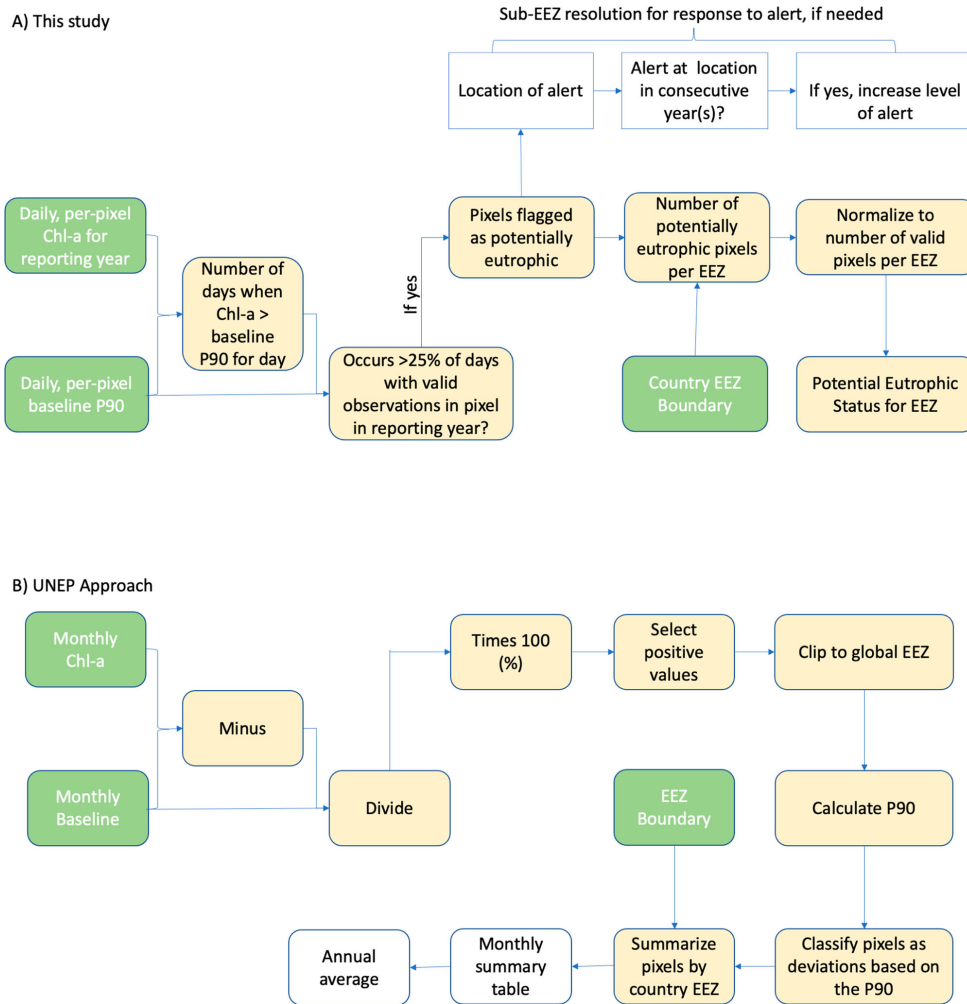 A) This study
Sub-EEZ resolution for response to alert, if needed
Location of alert
Alert at location
in consecutive
year(s)?
If yes, increase level
of alert
Daily, per-pixel
Chl-a for
reporting year
Daily, per-pixel
baseline P90
Number of
days when
Chl-a >
baseline
P90 for day
Occurs >25% of days
with valid
observations in pixel
in reporting year?
If yes
Pixels flagged
as potentially
eutrophic
Number of
potentially
eutrophic pixels
per EEZ
Normalize to
number of valid
pixels per EEZ
Country EEZ
Boundary
Potential Eutrophic
Status for EEZ
B) UNEP Approach
Monthly
Chl-a
Monthly
Baseline
Minus
Divide
Times 100
(%)
Select
positive
values
Clip to global EEZ
EEZ
Boundary
Calculate P90
Annual
average
Monthly
summary
table
Summarize
pixels by
country EEZ
Classify pixels as
deviations based on
the P90